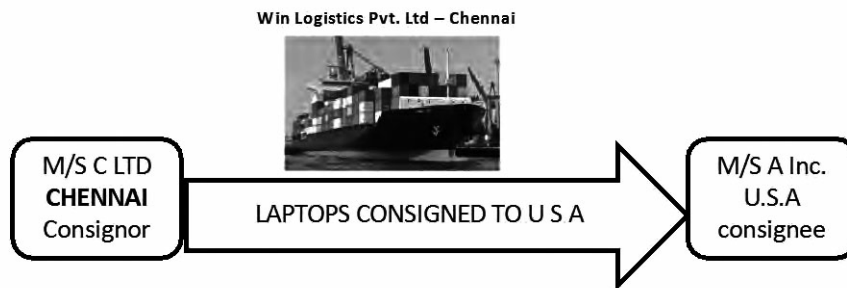 Win Logistics Pvt. Ltd – Chennai
M/S C LTD
CHENNAI
Consignor
LAPTOPS CONSIGNED TO U S A
M/S A Inc.
U.S.A
consignee